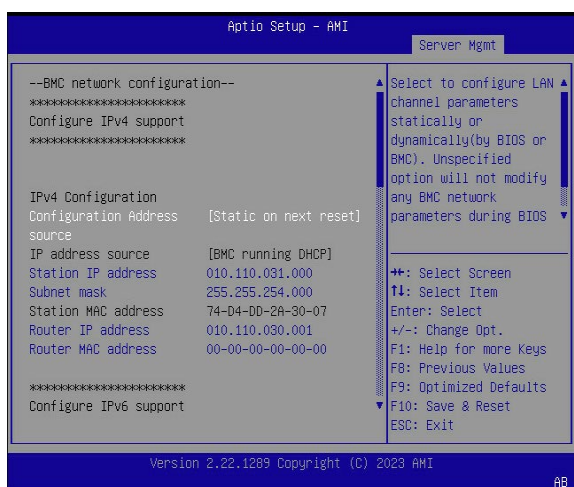 Aptio Setup – AMI
Server Mgmt
--BMC network configuration--
************************
Configure IPv4 support
************************
IPv4 Configuration
Configuration Address source [Static on next reset]
IP address source [BMC running DHCP]
Station IP address 010.110.031.000
Subnet mask 255.255.254.000
Station MAC address 74-D4-DD-2A-30-07
Router IP address 010.110.030.001
Router MAC address 00-00-00-00-00-00
************************
Configure IPv6 support
Select to configure LAN
channel parameters
statically or
dynamically(by BIOS or
BMC). Unspecified
option will not modify
any BMC network
parameters during BIOS
→←: Select Screen
↑↓: Select Item
Enter: Select
+/-: Change Opt.
F1: Help for more Keys
F8: Previous Values
F9: Optimized Defaults
F10: Save & Reset
ESC: Exit
Version 2.22.1289 Copyright (C) 2023 AMI
AB